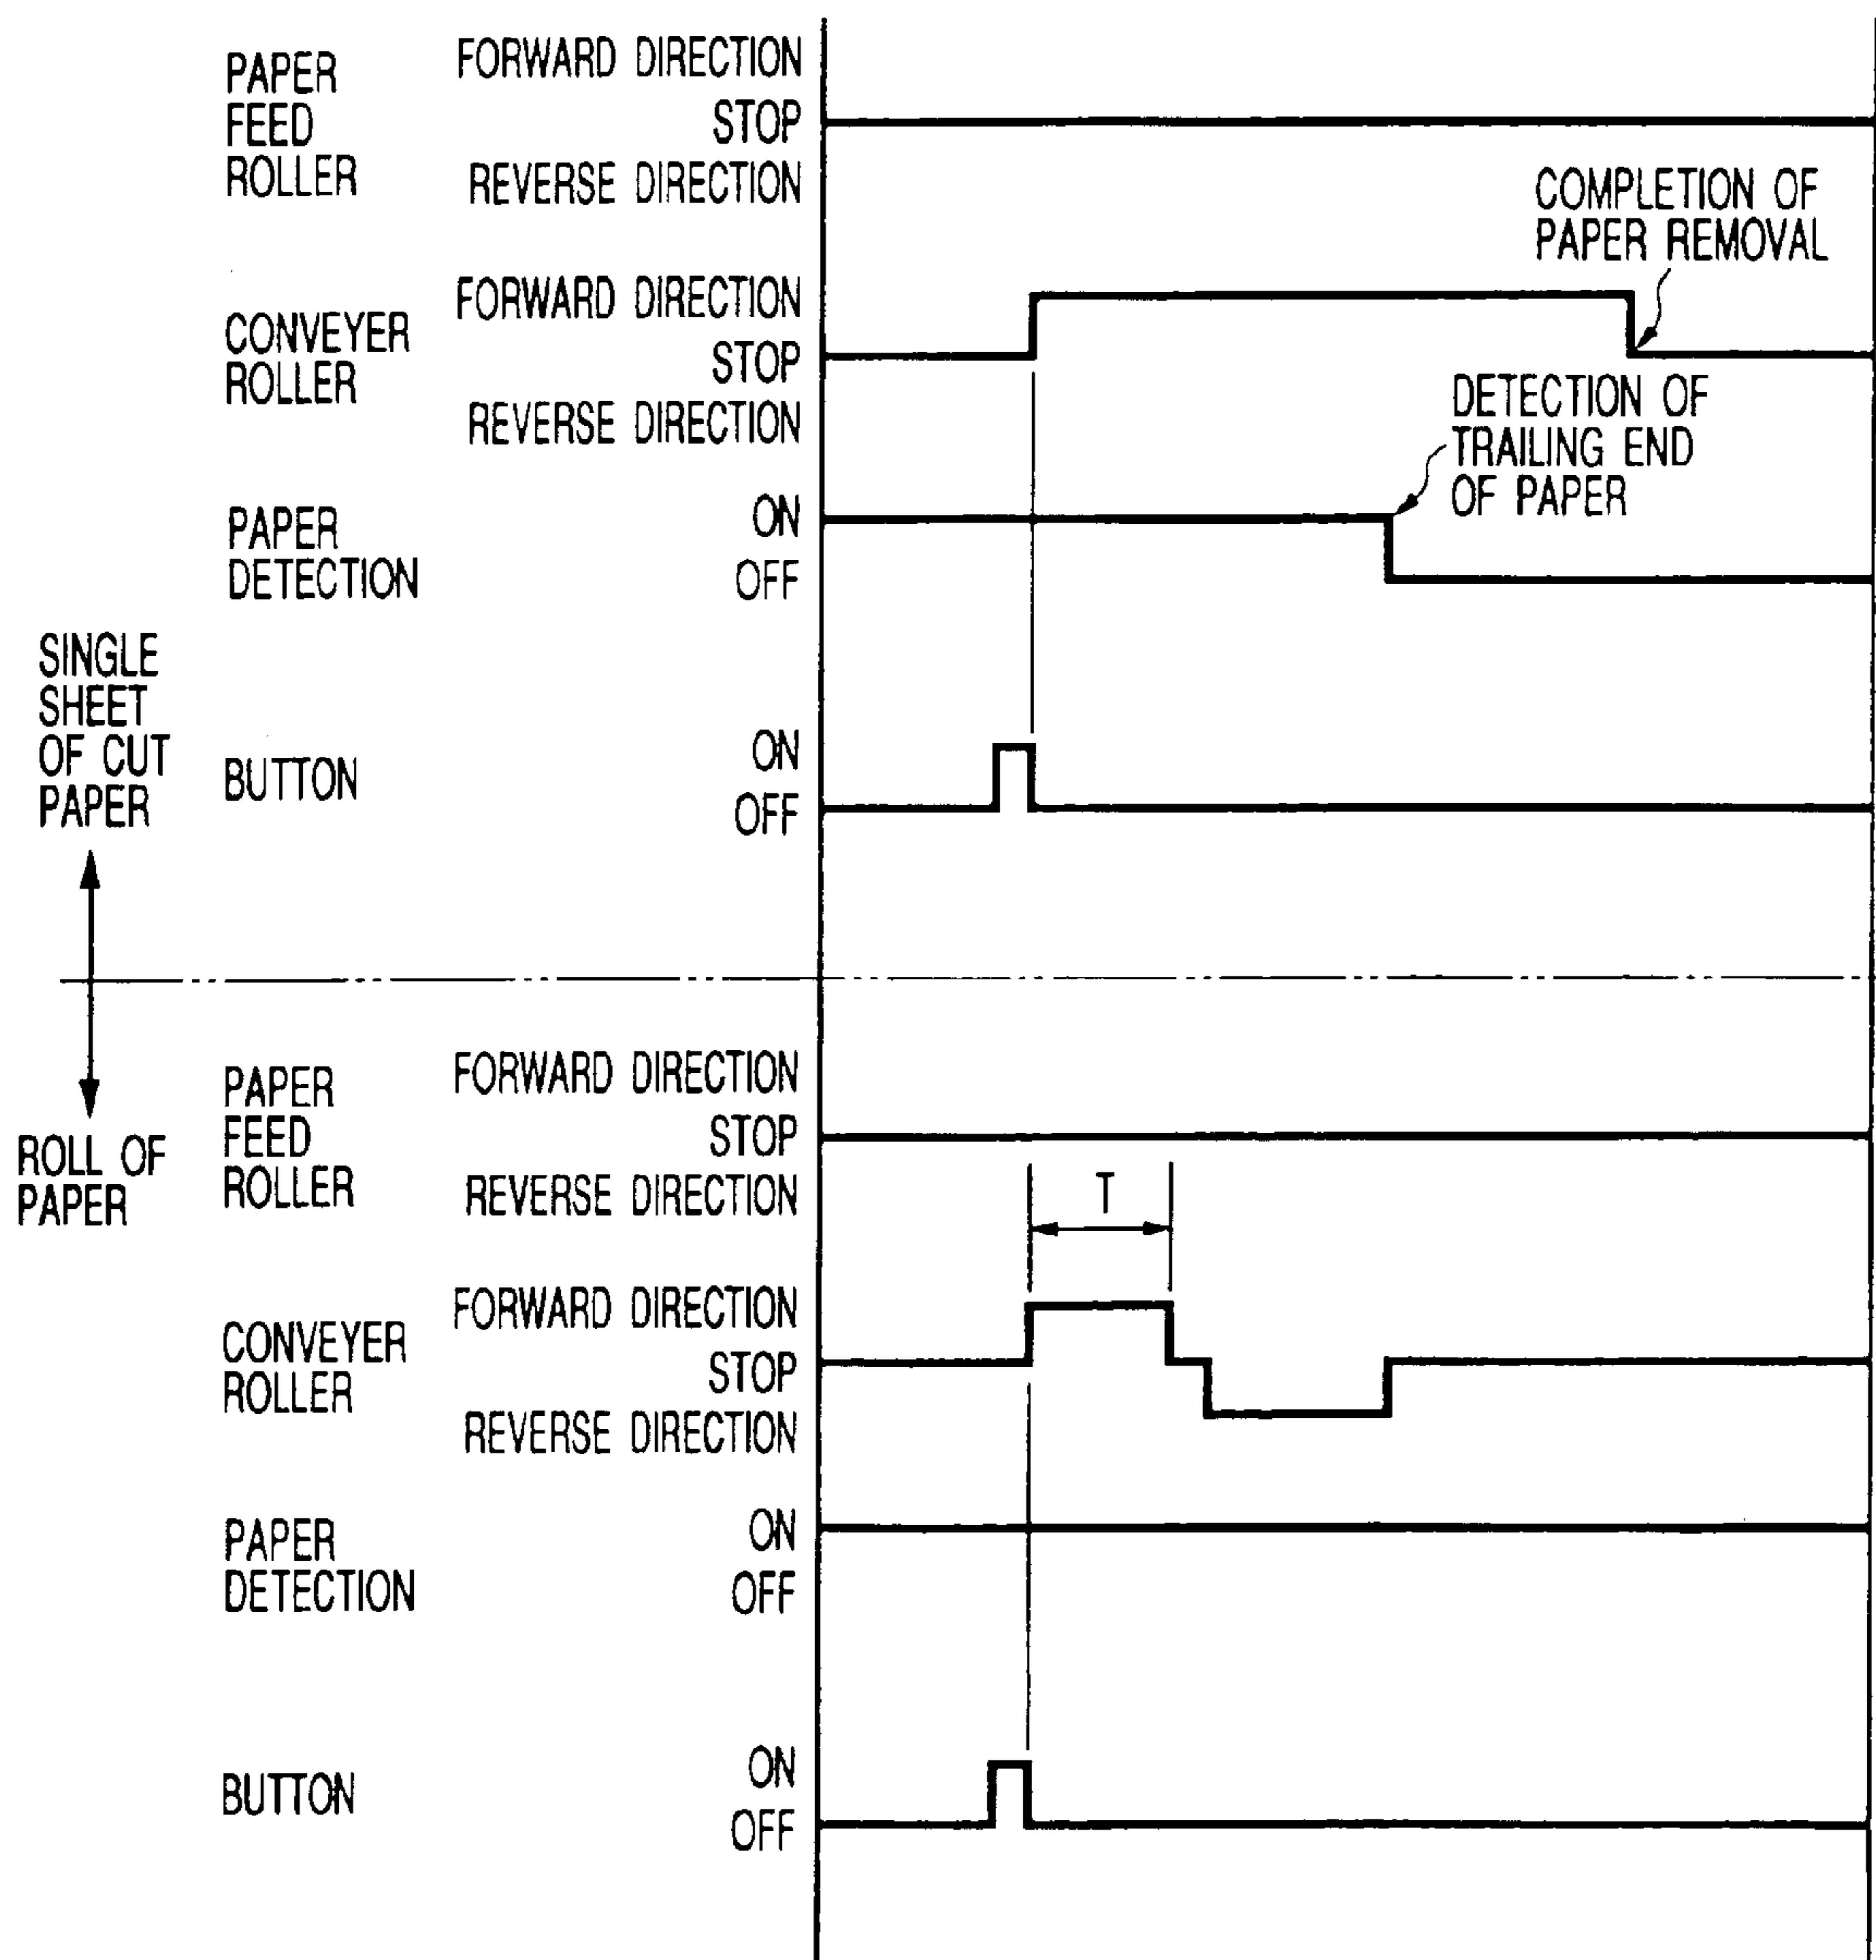 PAPER
FEED
ROLLER
FORWARD DIRECTION
STOP
REVERSE DIRECTION
COMPLETION OF
PAPER REMOVAL
CONVEYER
ROLLER
FORWARD DIRECTION
STOP
REVERSE DIRECTION
DETECTION OF
TRAILING END
OF PAPER
PAPER
DETECTION
ON
OFF
SINGLE
SHEET
OF CUT
PAPER
BUTTON
ON
OFF
ROLL OF
PAPER
PAPER
FEED
ROLLER
FORWARD DIRECTION
STOP
REVERSE DIRECTION
T
CONVEYER
ROLLER
FORWARD DIRECTION
STOP
REVERSE DIRECTION
PAPER
DETECTION
ON
OFF
BUTTON
ON
OFF